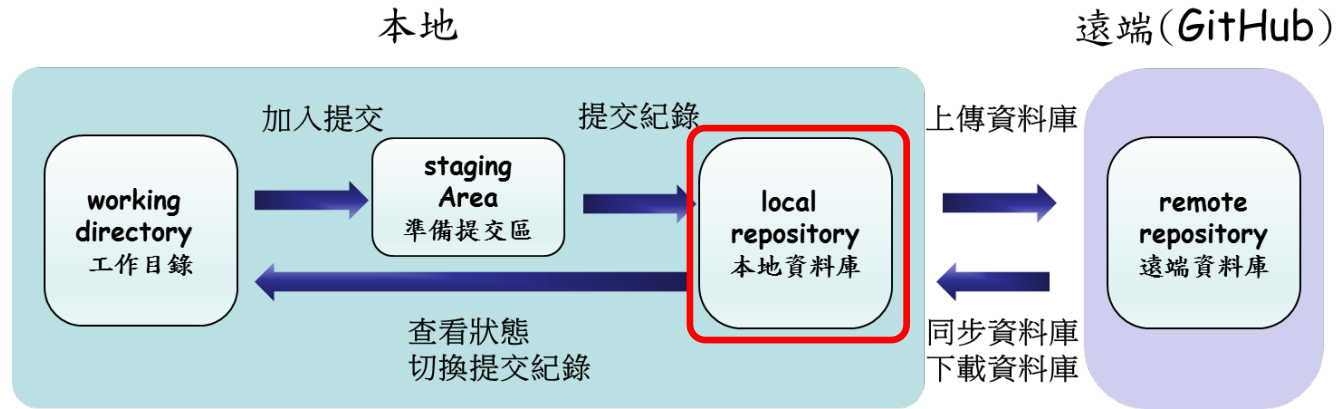 本地
遠端(GitHub)
加入提交
提交紀錄
上傳資料庫
working
directory
工作目錄
staging
Area
準備提交區
local
repository
本地資料庫
remote
repository
遠端資料庫
查看狀態
切換提交紀錄
同步資料庫
下載資料庫